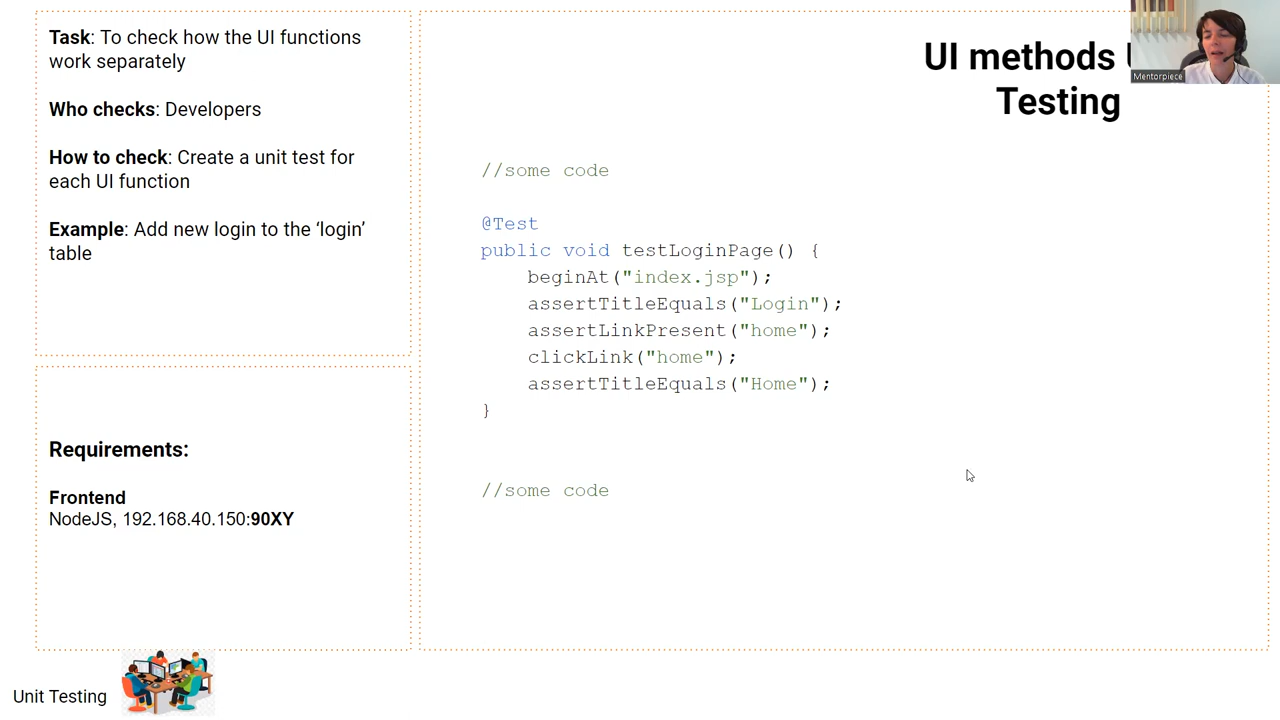 Task: To check how the UI functions
work separately
Who checks: Developers
How to check: Create a unit test for
each UI function
Example: Add new login to the ‘login’
table
Requirements:
Frontend
NodeJS, 192.168.40.150:90XY
Unit Testing
UI methods
Testing
//some code
@Test
public void testLoginPage() {
beginAt("index.jsp");
assertTitleEquals("Login");
assertLinkPresent("home");
clickLink("home");
assertTitleEquals("Home");
}
//some code
Mentorpiece